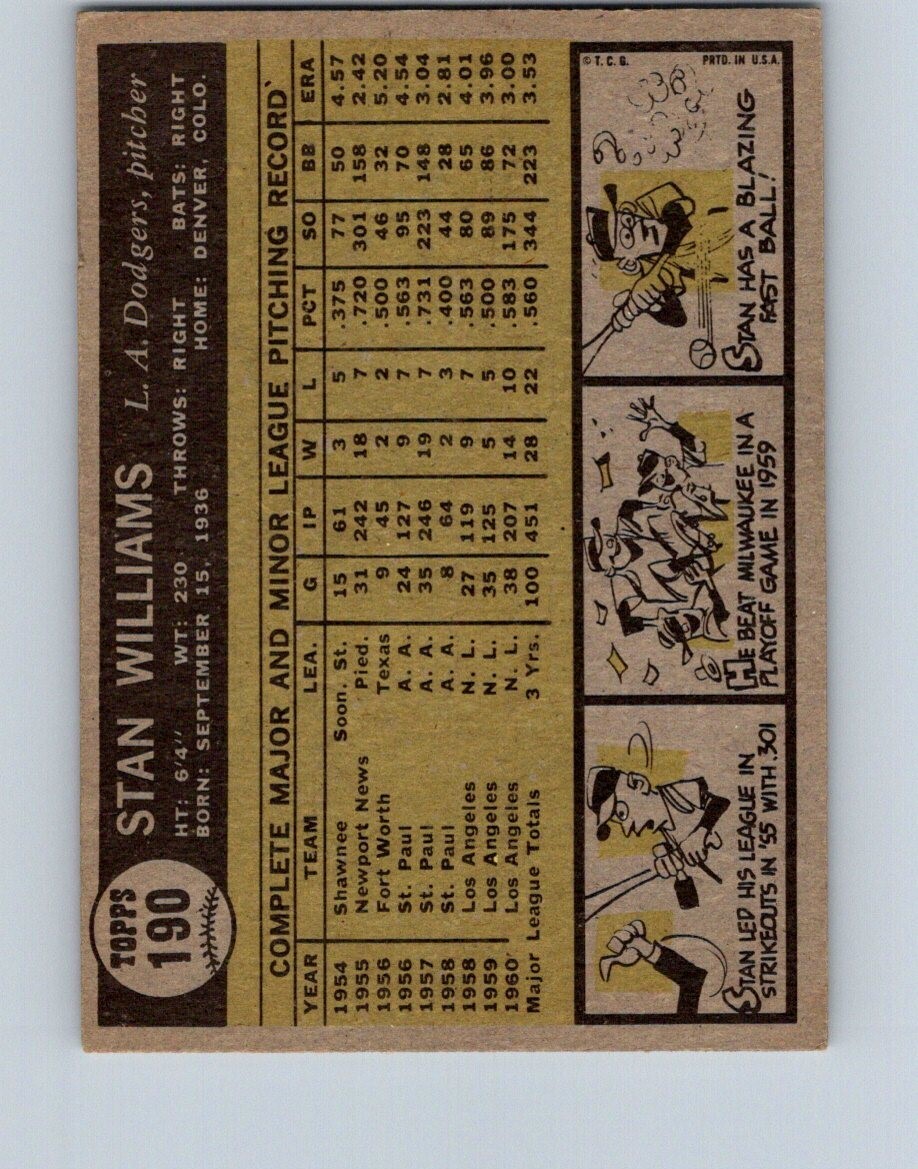 TOPPS
190
STAN WILLIAMS L. A. Dodgers, pitcher
HT: 6'4" WT: 230 THROWS: RIGHT BATS: RIGHT
BORN: SEPTEMBER 15, 1936 HOME: DENVER, COLO.
COMPLETE MAJOR AND MINOR LEAGUE PITCHING RECORD
YEAR TEAM LEA. G IP W L PCT SO BB ERA
1954 Shawnee Soon. St. 15 61 3 5 .375 77 50 4.57
1955 Newport News Pied. 31 242 18 7 .720 301 158 2.42
1956 Fort Worth Texas 9 45 2 2 .500 46 32 5.20
1956 St. Paul A. A. 24 127 9 7 .563 95 70 4.54
1957 St. Paul A. A. 35 246 19 7 .731 223 148 3.04
1958 St. Paul A. A. 8 64 2 3 .400 44 28 2.81
1958 Los Angeles N. L. 27 119 9 7 .563 80 65 4.01
1959 Los Angeles N. L. 35 125 5 5 .500 89 86 3.96
1960 Los Angeles N. L. 38 207 14 10 .583 175 72 3.00
Major League Totals 3 Yrs. 100 451 28 22 .560 344 223 3.53
STAN LED HIS LEAGUE IN
STRIKEOUTS IN '55 WITH .301
HE BEAT MILWAUKEE IN A
PLAYOFF GAME IN 1959
© T. C. G. PRTD. IN U.S.A.
STAN HAS A BLAZING
FAST BALL!